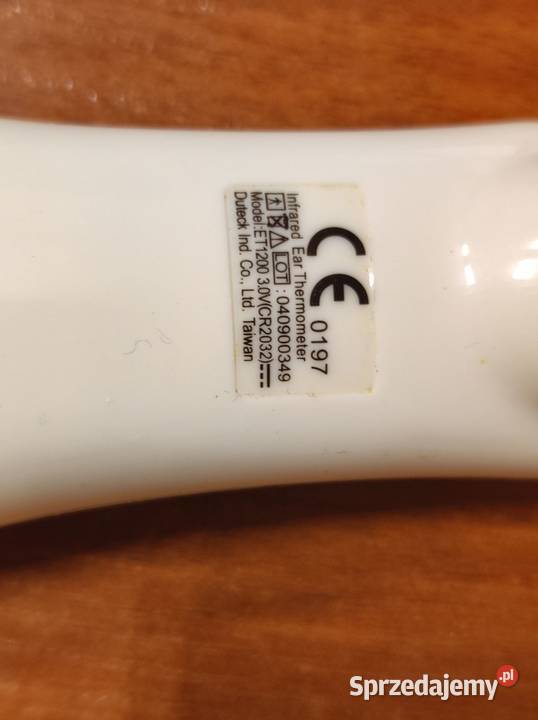 CE 0197
Infrared Ear Thermometer
LOT : 040900349
Model:ET1200 3.0V(CR2032)
Duteck Ind. Co., Ltd. Taiwan
Sprzedajemy.pl